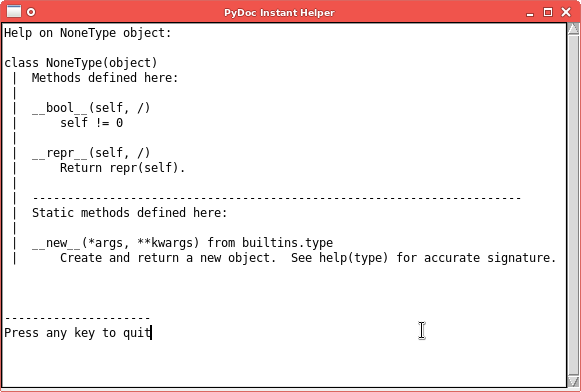 PyDoc Instant Helper
Help on NoneType object:
class NoneType(object)
 |  Methods defined here:
 |
 |  __bool__(self, /)
 |      self != 0
 |
 |  __repr__(self, /)
 |      Return repr(self).
 |
 |  ----------------------------------------------------------------------
 |  Static methods defined here:
 |
 |  __new__(*args, **kwargs) from builtins.type
 |      Create and return a new object.  See help(type) for accurate signature.
---------------------
Press any key to quit